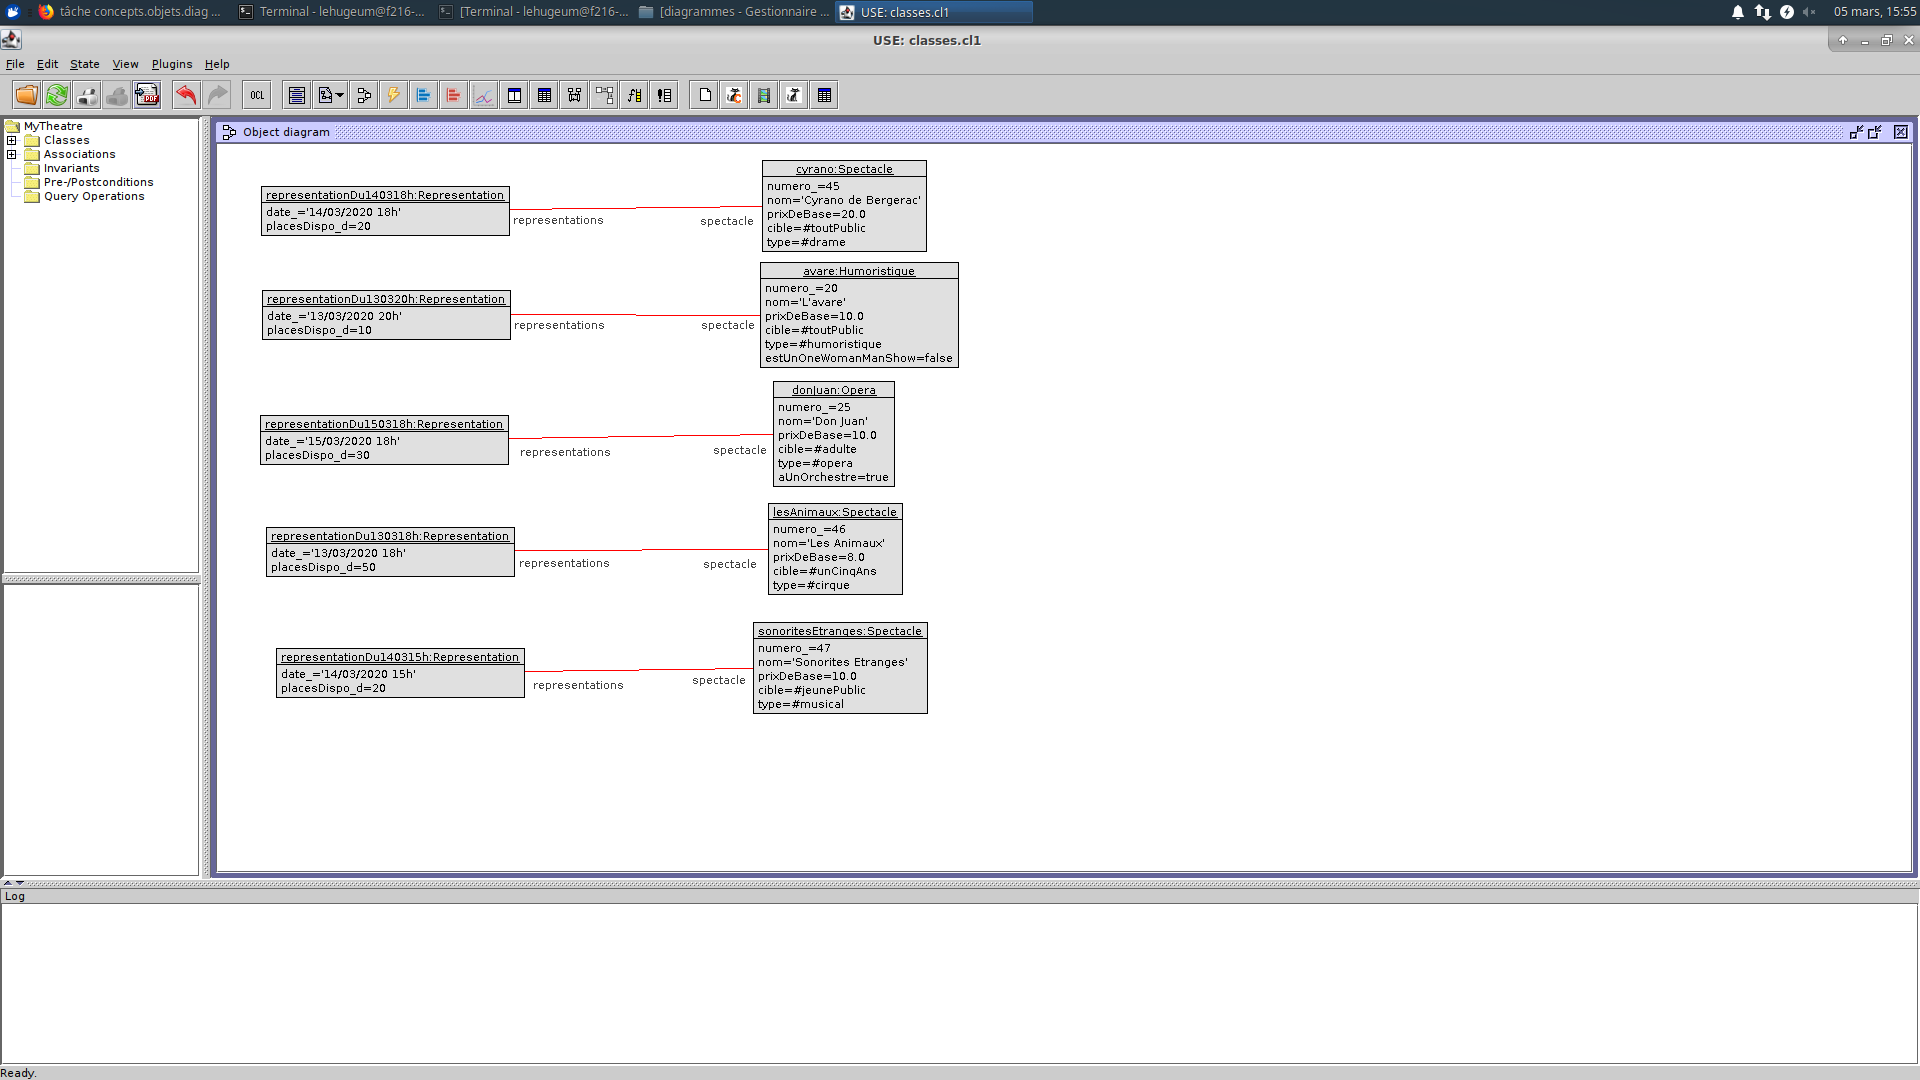 tâche concepts.objets.diag ...
Terminal - lehugeum@f216-...
[Terminal - lehugeum@f216-...
[diagrammes - Gestionnaire ...
USE: classes.cl1
05 mars, 15:55
USE: classes.cl1
File Edit State View Plugins Help
OCL
PDF
MyTheatre
Classes
Associations
Invariants
Pre-/Postconditions
Query Operations
Object diagram
representationDu140318h:Representation
date_='14/03/2020 18h'
placesDispo_d=20
representations
spectacle
cyrano:Spectacle
numero_=45
nom='Cyrano de Bergerac'
prixDeBase=20.0
cible=#toutPublic
type=#drame
representationDu130320h:Representation
date_='13/03/2020 20h'
placesDispo_d=10
representations
spectacle
avare:Humoristique
numero_=20
nom='L'avare'
prixDeBase=10.0
cible=#toutPublic
type=#humoristique
estUnOneWomanManShow=false
representationDu150318h:Representation
date_='15/03/2020 18h'
placesDispo_d=30
representations
spectacle
donJuan:Opera
numero_=25
nom='Don Juan'
prixDeBase=10.0
cible=#adulte
type=#opera
aUnOrchestre=true
representationDu130318h:Representation
date_='13/03/2020 18h'
placesDispo_d=50
representations
spectacle
lesAnimaux:Spectacle
numero_=46
nom='Les Animaux'
prixDeBase=8.0
cible=#unCinqAns
type=#cirque
representationDu140315h:Representation
date_='14/03/2020 15h'
placesDispo_d=20
representations
spectacle
sonoritesEtranges:Spectacle
numero_=47
nom='Sonorites Etranges'
prixDeBase=10.0
cible=#jeunePublic
type=#musical
Log
Ready.